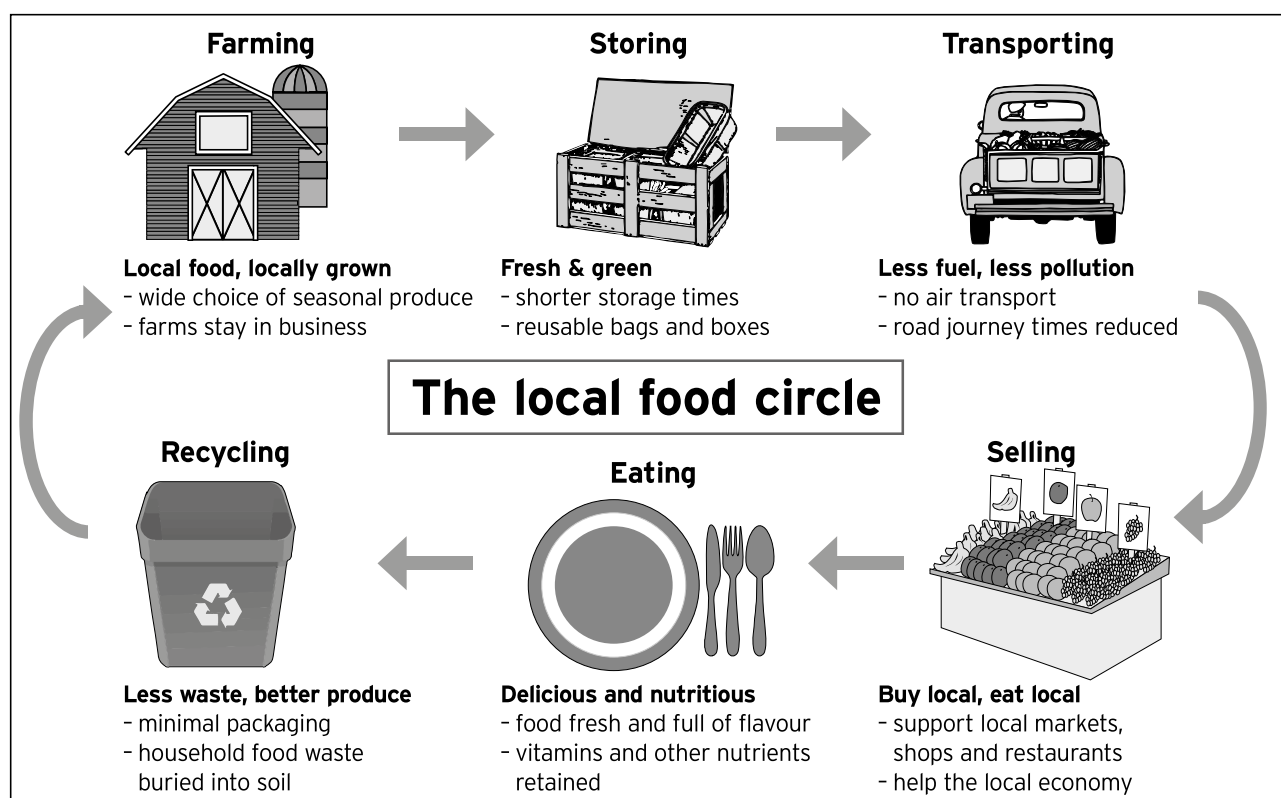 Farming
Local food, locally grown
– wide choice of seasonal produce
– farms stay in business
Storing
Fresh & green
– shorter storage times
– reusable bags and boxes
Transporting
Less fuel, less pollution
– no air transport
– road journey times reduced
The local food circle
Selling
Buy local, eat local
– support local markets,
shops and restaurants
– help the local economy
Eating
Delicious and nutritious
– food fresh and full of flavour
– vitamins and other nutrients
retained
Recycling
Less waste, better produce
– minimal packaging
– household food waste
buried into soil